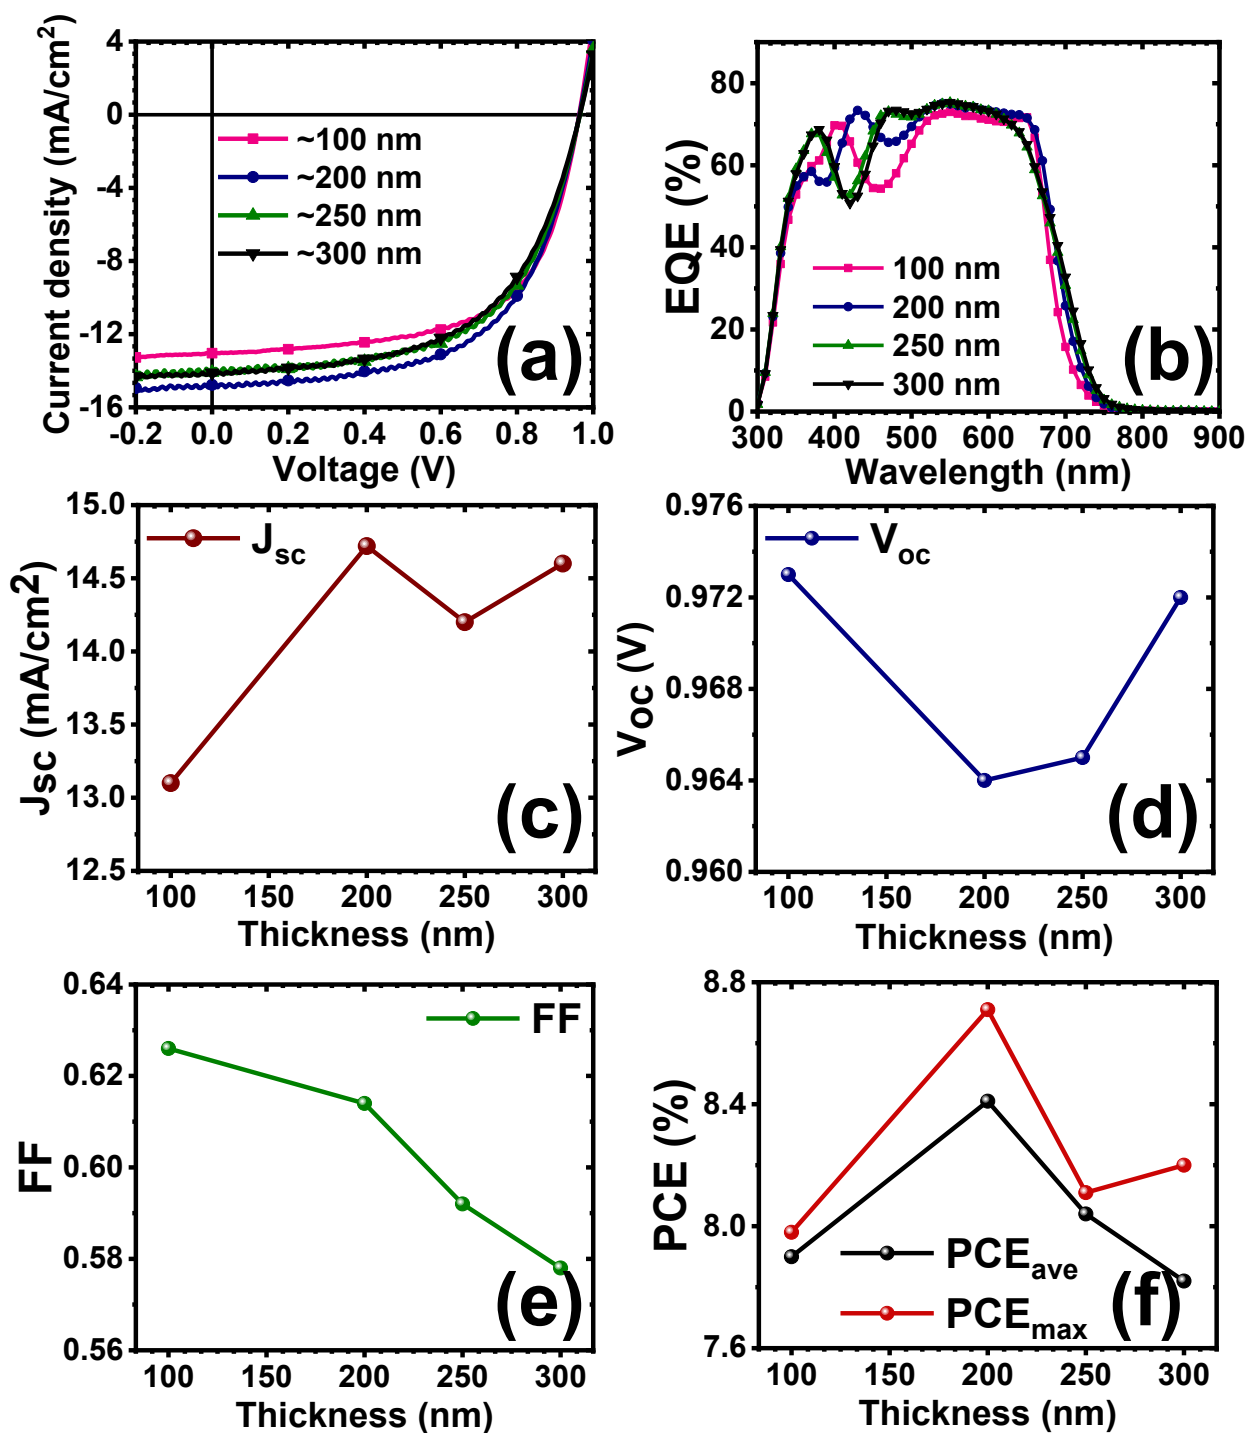 4
0
-4
-8
-12
-16
Current density (mA/cm²)
~100 nm
~200 nm
~250 nm
~300 nm
(a)
-0.2 0.0 0.2 0.4 0.6 0.8 1.0
Voltage (V)
80
60
40
20
0
EQE (%)
100 nm
200 nm
250 nm
300 nm
(b)
300 400 500 600 700 800 900
Wavelength (nm)
15.0
14.5
14.0
13.5
13.0
12.5
Jsc (mA/cm²)
Jsc
(c)
100 150 200 250 300
Thickness (nm)
0.976
0.972
0.968
0.964
0.960
Voc (V)
Voc
(d)
100 150 200 250 300
Thickness (nm)
0.64
0.62
0.60
0.58
0.56
FF
FF
(e)
100 150 200 250 300
Thickness (nm)
8.8
8.4
8.0
7.6
PCE (%)
PCEave
PCEmax
(f)
100 150 200 250 300
Thickness (nm)